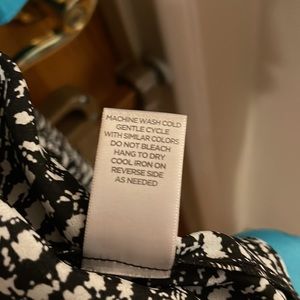 MACHINE WASH COLD
GENTLE CYCLE
WITH SIMILAR COLORS
DO NOT BLEACH
HANG TO DRY
COOL IRON ON
REVERSE SIDE
AS NEEDED